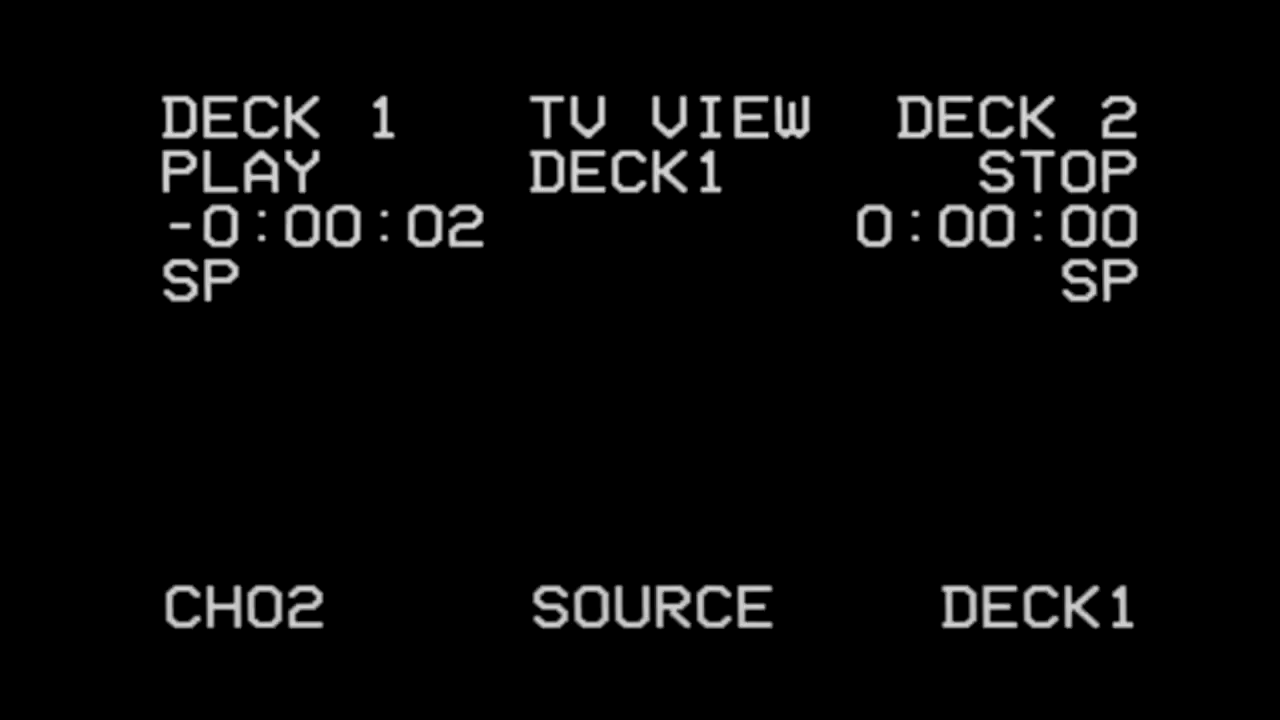 DECK 1 TV VIEW DECK 2
PLAY DECK1 STOP
-0:00:02 0:00:00
SP SP
CH02 SOURCE DECK1